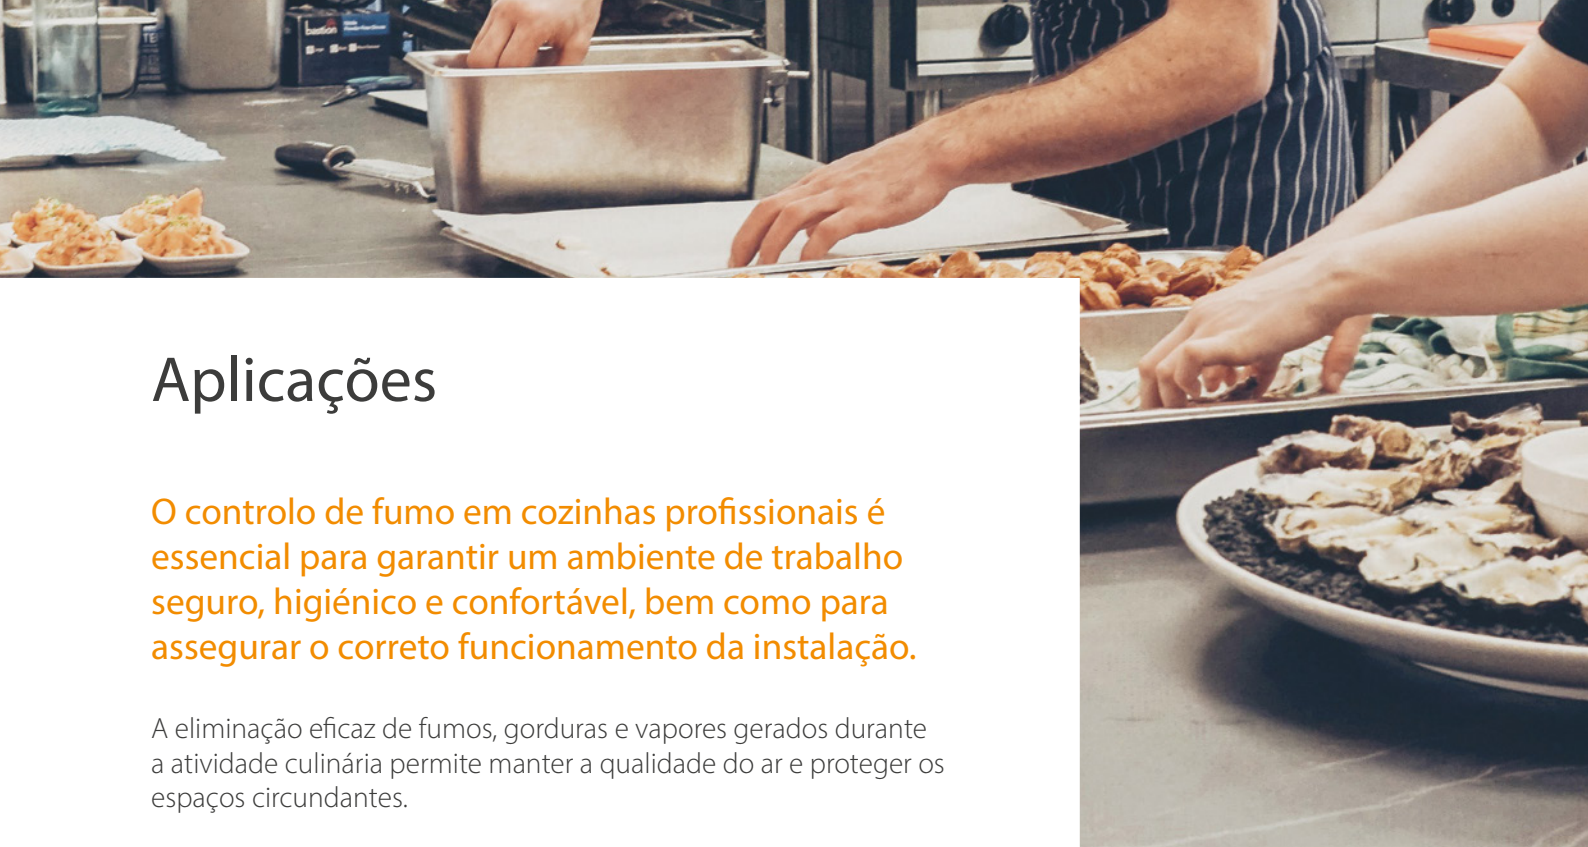 bastion
Aplicações
O controlo de fumo em cozinhas profissionais é
essencial para garantir um ambiente de trabalho
seguro, higiénico e confortável, bem como para
assegurar o correto funcionamento da instalação.
A eliminação eficaz de fumos, gorduras e vapores gerados durante
a atividade culinária permite manter a qualidade do ar e proteger os
espaços circundantes.